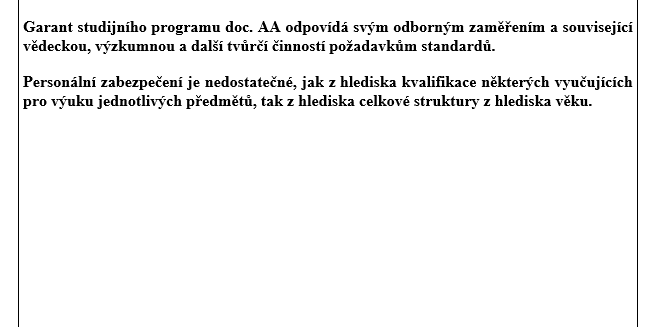 Garant studijního programu doc. AA odpovídá svým odborným zaměřením a související
vědeckou, výzkumnou a další tvůrčí činností požadavkům standardů.
Personální zabezpečení je nedostatečné, jak z hlediska kvalifikace některých vyučujících
pro výuku jednotlivých předmětů, tak z hlediska celkové struktury z hlediska věku.